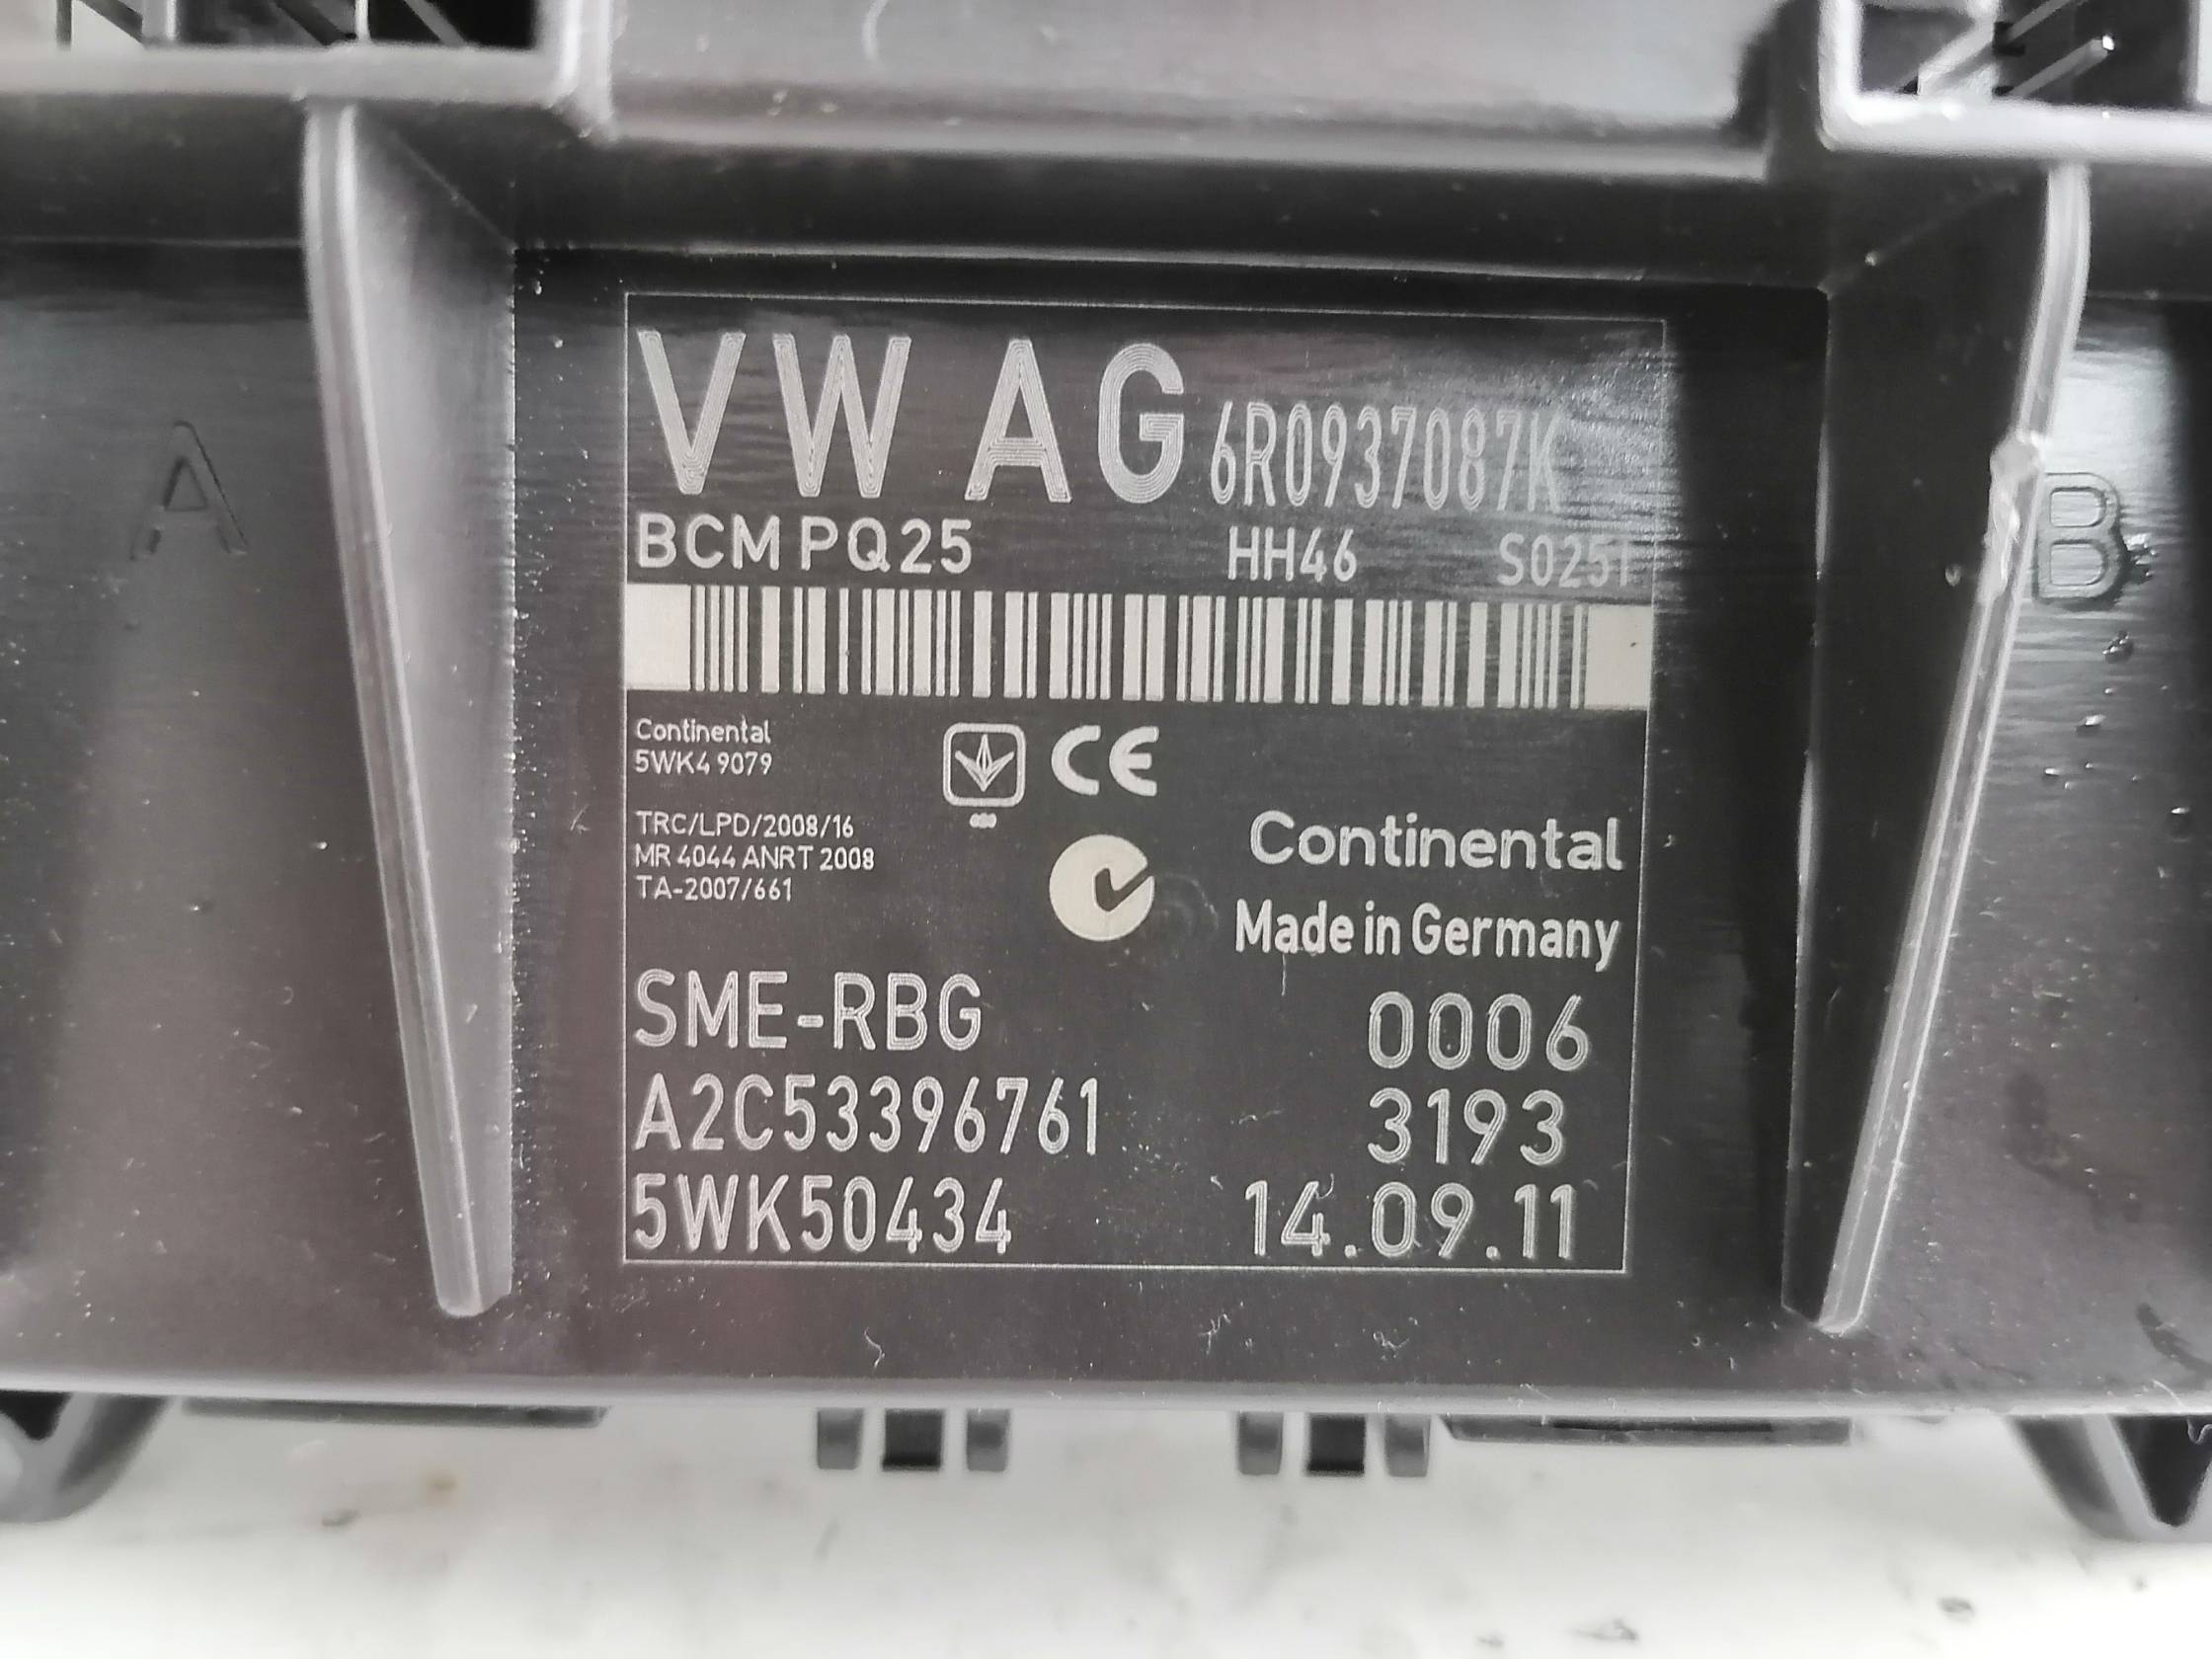 VW AG 6R0937087K
BCM PQ25 HH46 S0251
Continental
5WK4 9079
CE
TRC/LPD/2008/16
MR 4044 ANRT 2008
TA-2007/661
Continental
Made in Germany
SME-RBG 0006
A2C53396761 3193
5WK50434 14.09.11
A
B